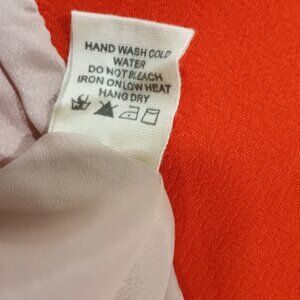 HAND WASH COLD
WATER
DO NOT BLEACH
IRON ON LOW HEAT
HANG DRY